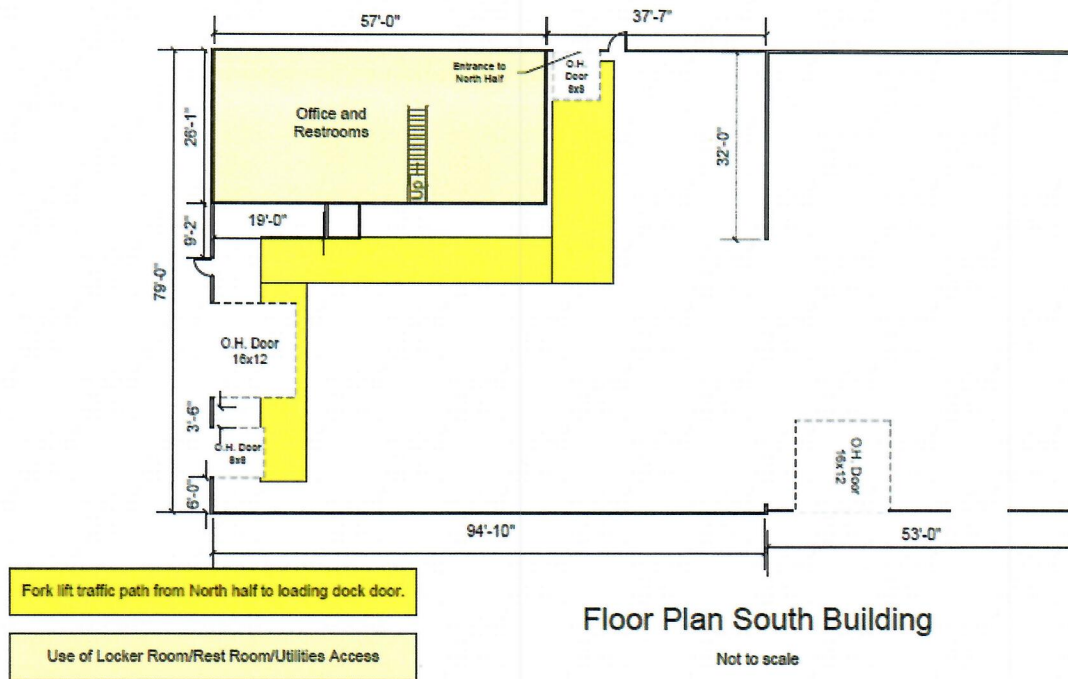 57'-0"
37'-7"
Entrance to
North Half
O.H.
Door
8x8
Office and
Restrooms
26'-1"
Up
32'-0"
9'-2"
19'-0"
79'-0"
O.H. Door
16x12
3'-6"
O.H. Door
8x8
6'-0"
O.H. Door
16x12
94'-10"
53'-0"
Fork lift traffic path from North half to loading dock door.
Use of Locker Room/Rest Room/Utilities Access
Floor Plan South Building
Not to scale